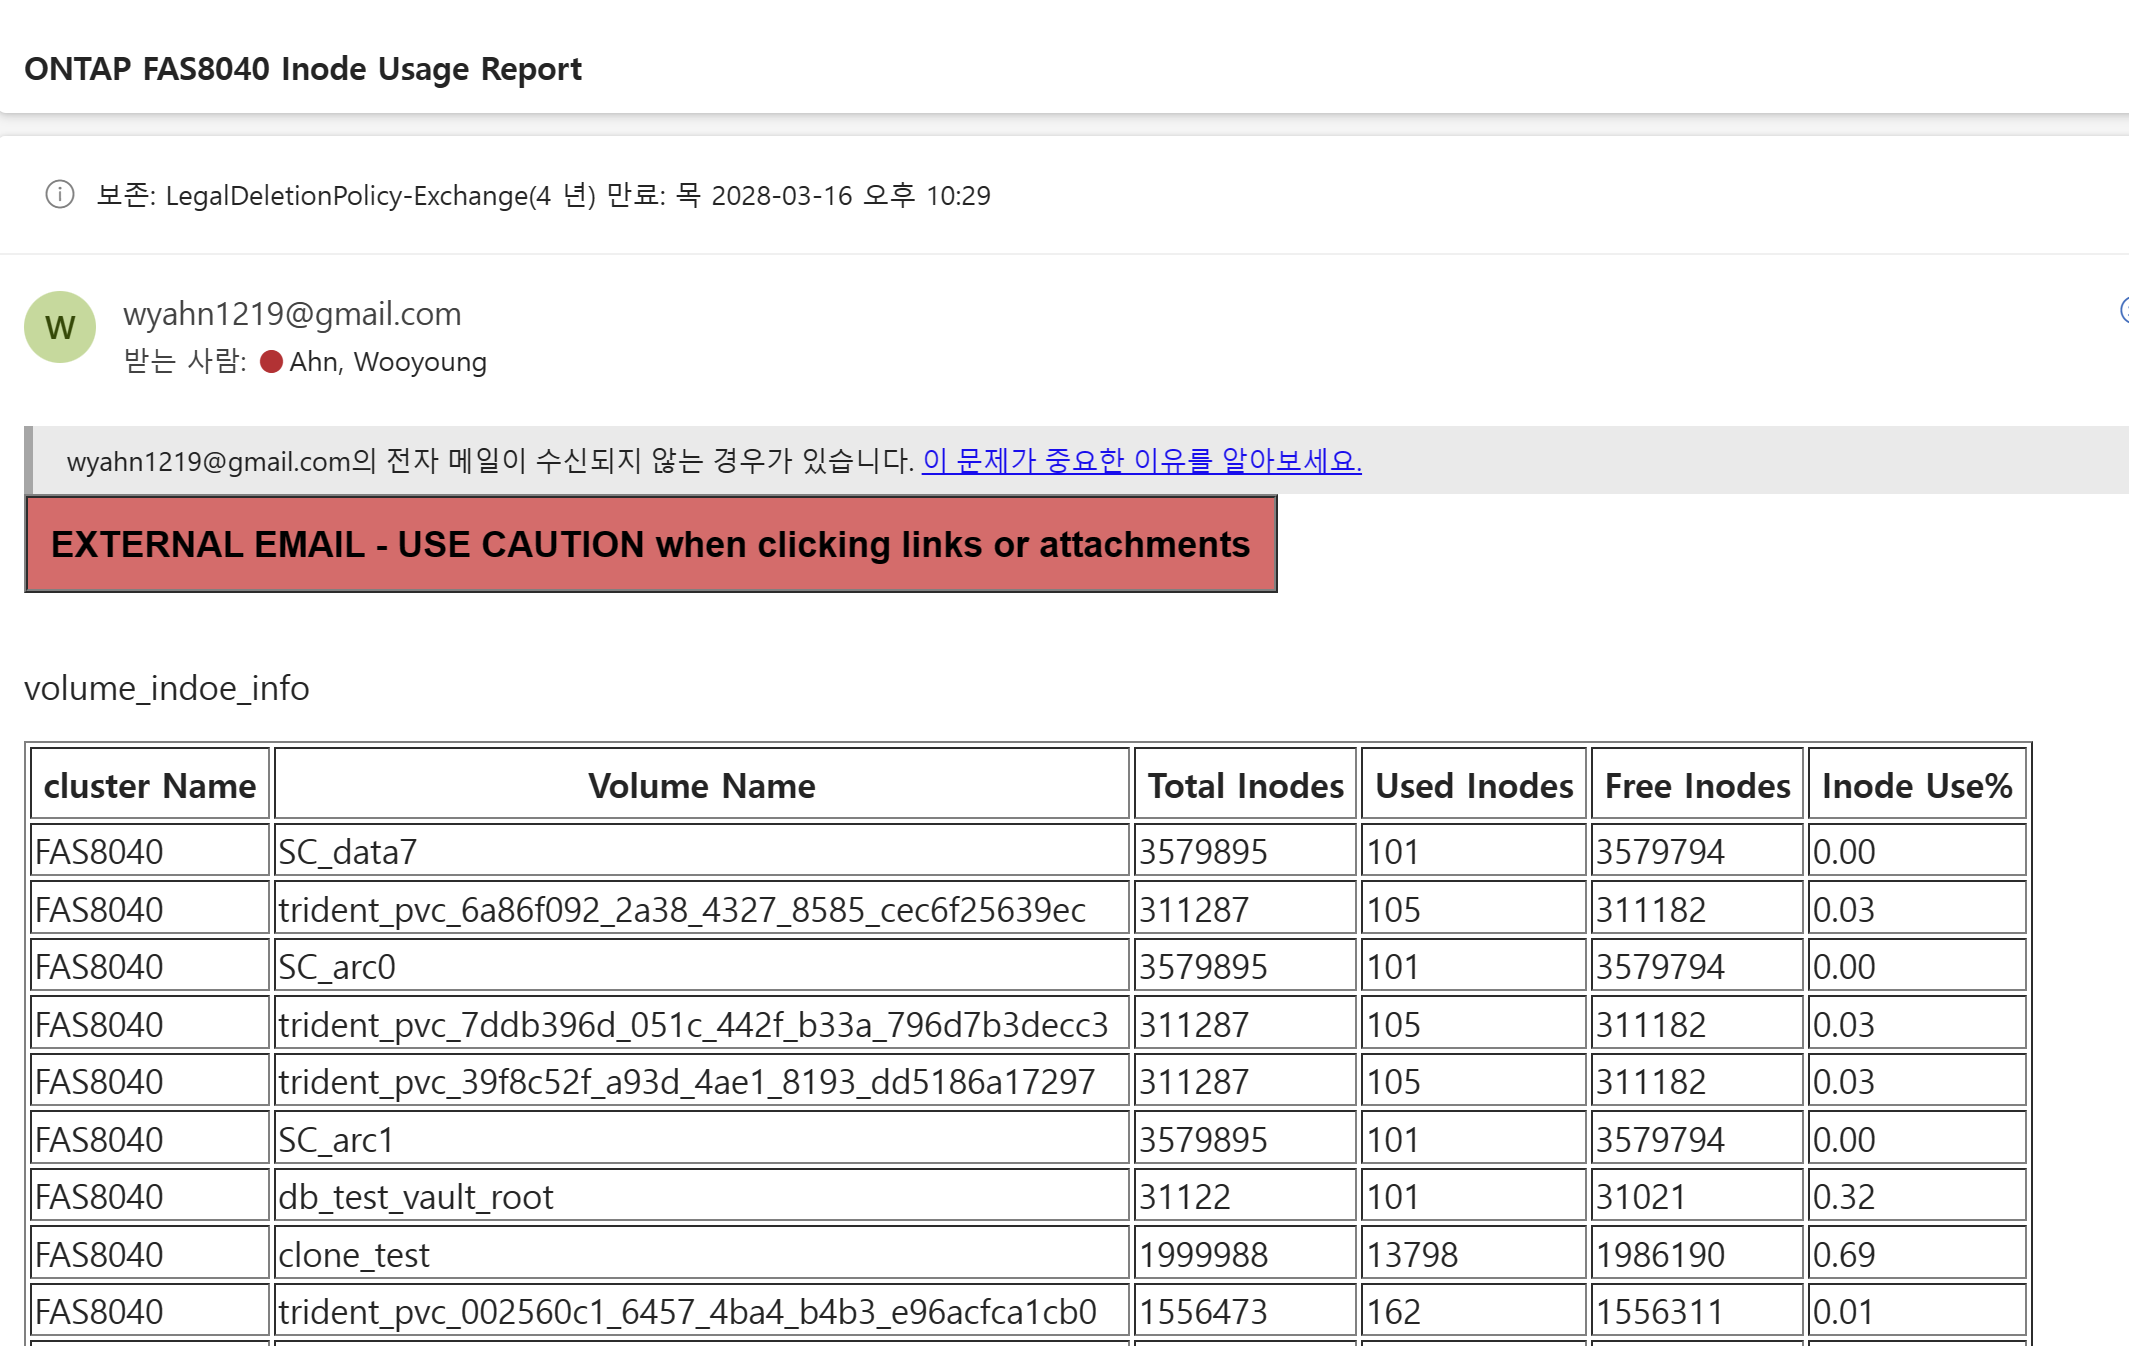 ONTAP FAS8040 Inode Usage Report
보존: LegalDeletionPolicy-Exchange(4 년) 만료: 목 2028-03-16 오후 10:29
W
wyahn1219@gmail.com
받는 사람: Ahn, Wooyoung
wyahn1219@gmail.com의 전자 메일이 수신되지 않는 경우가 있습니다. 이 문제가 중요한 이유를 알아보세요.
EXTERNAL EMAIL - USE CAUTION when clicking links or attachments
volume_indoe_info
cluster Name Volume Name Total Inodes Used Inodes Free Inodes Inode Use%
FAS8040 SC_data7 3579895 101 3579794 0.00
FAS8040 trident_pvc_6a86f092_2a38_4327_8585_cec6f25639ec 311287 105 311182 0.03
FAS8040 SC_arc0 3579895 101 3579794 0.00
FAS8040 trident_pvc_7ddb396d_051c_442f_b33a_796d7b3decc3 311287 105 311182 0.03
FAS8040 trident_pvc_39f8c52f_a93d_4ae1_8193_dd5186a17297 311287 105 311182 0.03
FAS8040 SC_arc1 3579895 101 3579794 0.00
FAS8040 db_test_vault_root 31122 101 31021 0.32
FAS8040 clone_test 1999988 13798 1986190 0.69
FAS8040 trident_pvc_002560c1_6457_4ba4_b4b3_e96acfca1cb0 1556473 162 1556311 0.01